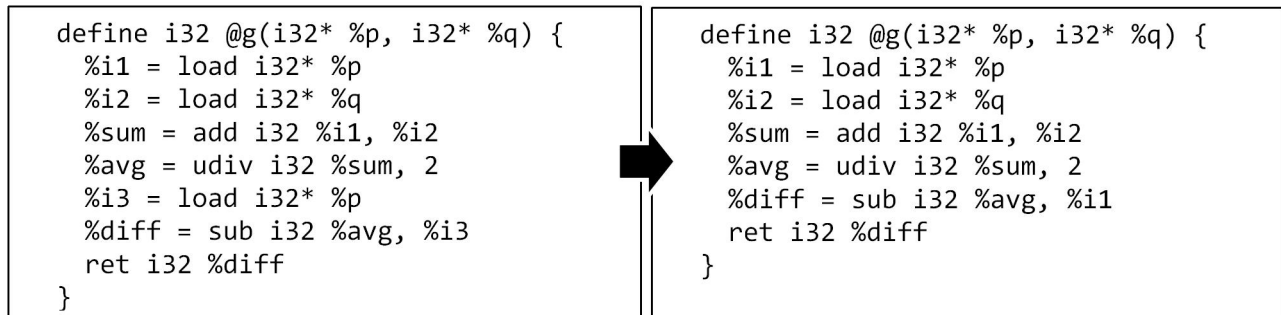 define i32 @g(i32* %p, i32* %q) {
%i1 = load i32* %p
%i2 = load i32* %q
%sum = add i32 %i1, %i2
%avg = udiv i32 %sum, 2
%i3 = load i32* %p
%diff = sub i32 %avg, %i3
ret i32 %diff
}
define i32 @g(i32* %p, i32* %q) {
%i1 = load i32* %p
%i2 = load i32* %q
%sum = add i32 %i1, %i2
%avg = udiv i32 %sum, 2
%diff = sub i32 %avg, %i1
ret i32 %diff
}